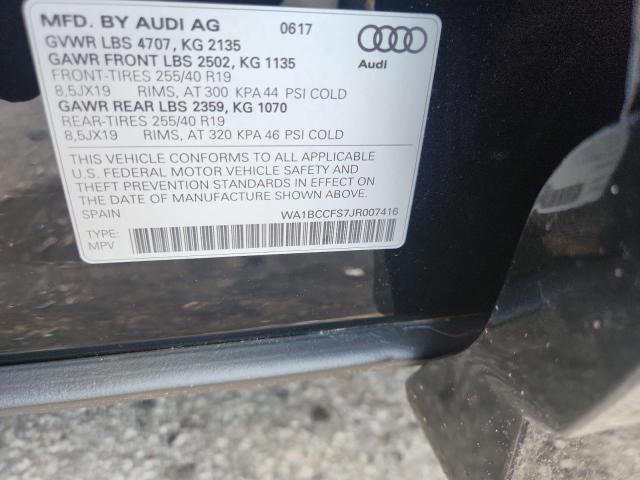 MFD. BY AUDI AG 0617
GVWR LBS 4707, KG 2135
GAWR FRONT LBS 2502, KG 1135
Audi
FRONT-TIRES 255/40 R19
8,5JX19 RIMS, AT 300 KPA 44 PSI COLD
GAWR REAR LBS 2359, KG 1070
REAR-TIRES 255/40 R19
8,5JX19 RIMS, AT 320 KPA 46 PSI COLD
THIS VEHICLE CONFORMS TO ALL APPLICABLE
U.S. FEDERAL MOTOR VEHICLE SAFETY AND
THEFT PREVENTION STANDARDS IN EFFECT ON
THE DATE OF MANUFACTURE SHOWN ABOVE.
SPAIN WA1BCCFS7JR007416
TYPE:
MPV